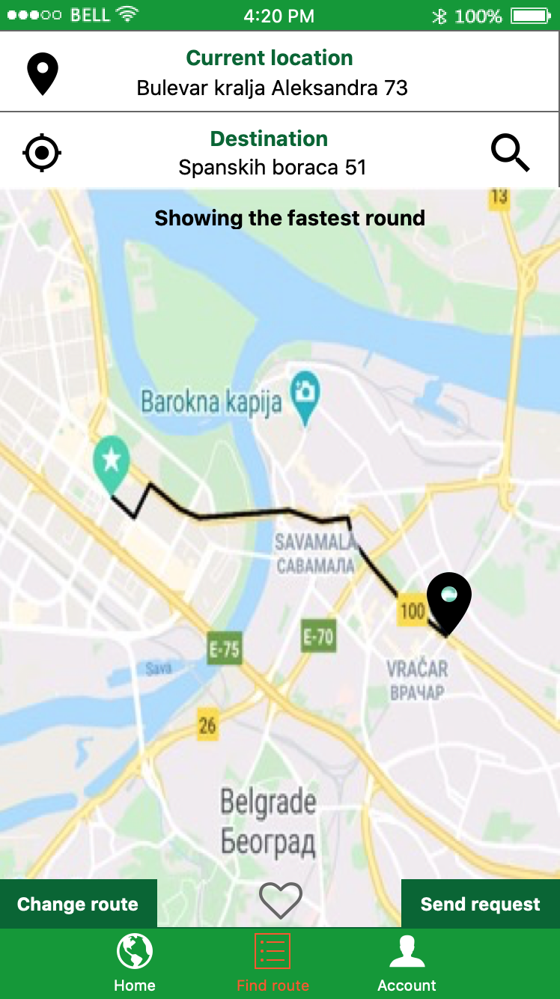 BELL 4:20 PM 100%
Current location
Bulevar kralja Aleksandra 73
Destination
Spanskih boraca 51
13
Showing the fastest round
Barokna kapija
SAVAMALA
САВАМАЛА
100
E-75
E-70
Sava
VRAČAR
ВРАЧАР
26
Belgrade
Београд
Change route
Send request
Home
Find route
Account